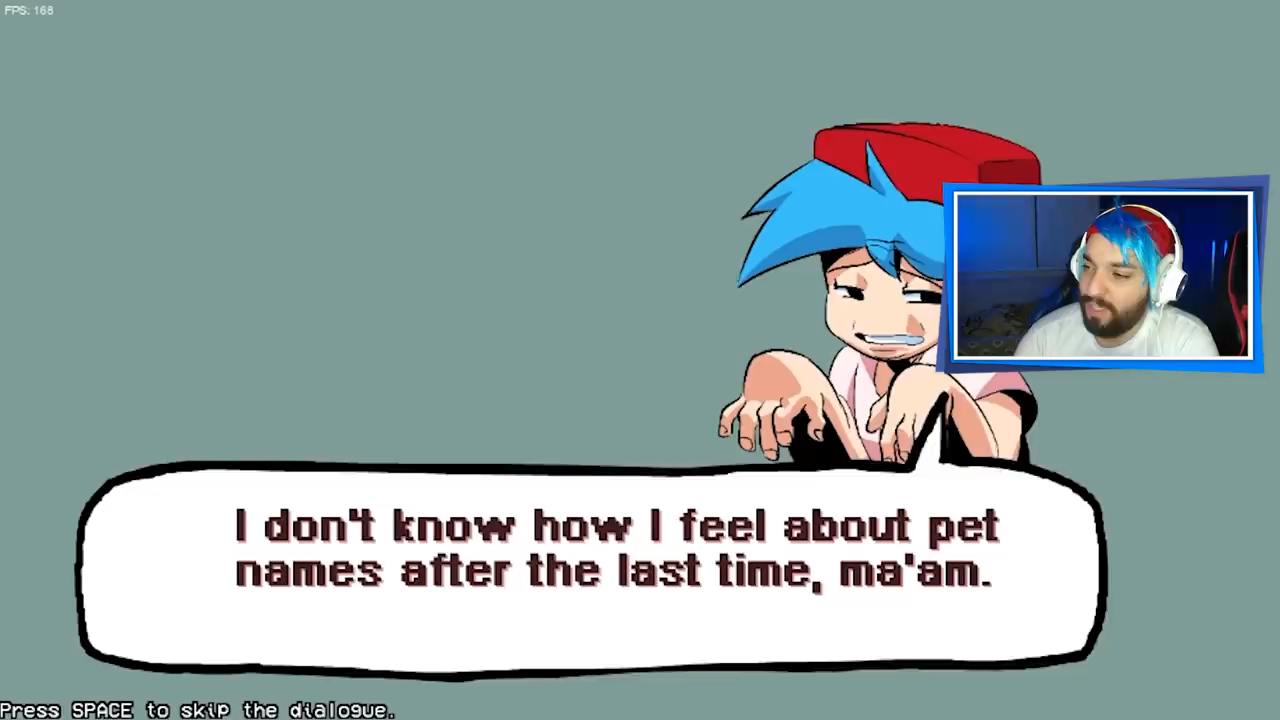 FPS: 168
I don't know how I feel about pet
names after the last time, ma'am.
Press SPACE to skip the dialogue.